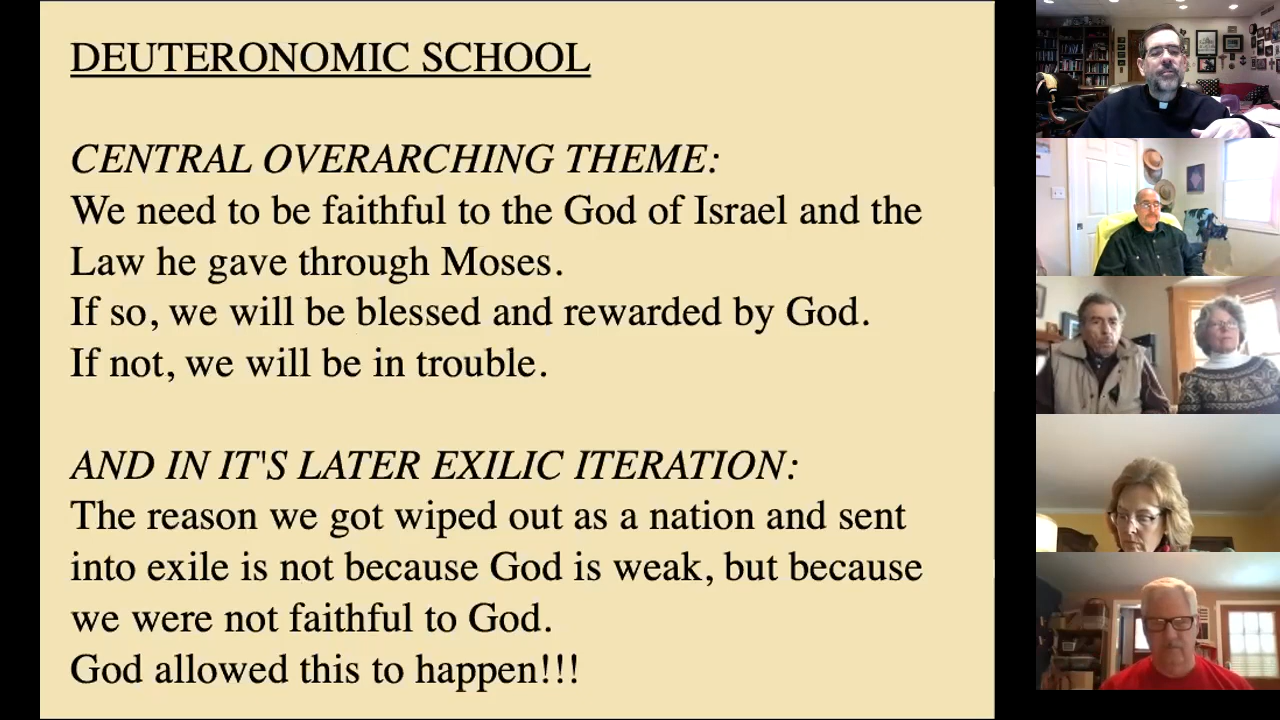 DEUTERONOMIC SCHOOL
CENTRAL OVERARCHING THEME:
We need to be faithful to the God of Israel and the
Law he gave through Moses.
If so, we will be blessed and rewarded by God.
If not, we will be in trouble.
AND IN IT'S LATER EXILIC ITERATION:
The reason we got wiped out as a nation and sent
into exile is not because God is weak, but because
we were not faithful to God.
God allowed this to happen!!!